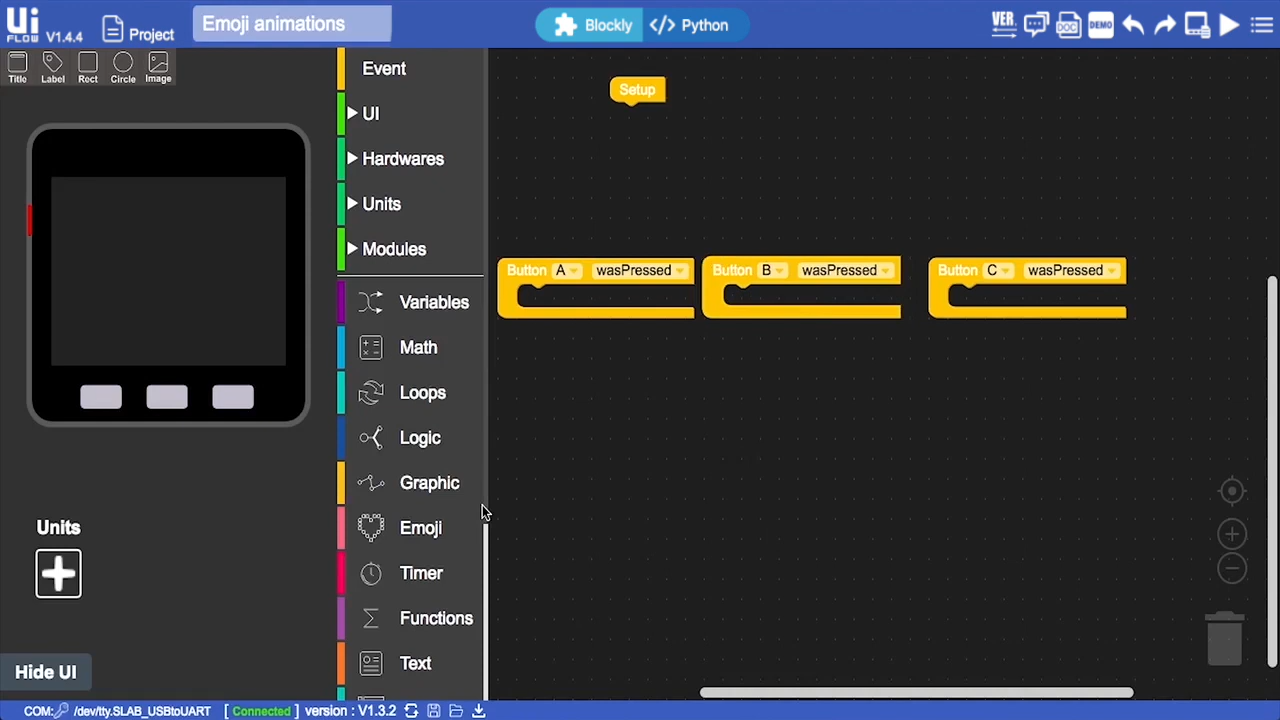 Ui
FLOW V1.4.4
Project
Emoji animations
Blockly
Python
VER.
DOC
DEMO
Title
Label
Rect
Circle
Image
Event
UI
Hardwares
Units
Modules
Variables
Math
Loops
Logic
Graphic
Emoji
Timer
Functions
Text
Setup
Button A wasPressed
Button B wasPressed
Button C wasPressed
Units
Hide UI
COM: /dev/tty.SLAB_USBtoUART [ Connected ] version : V1.3.2